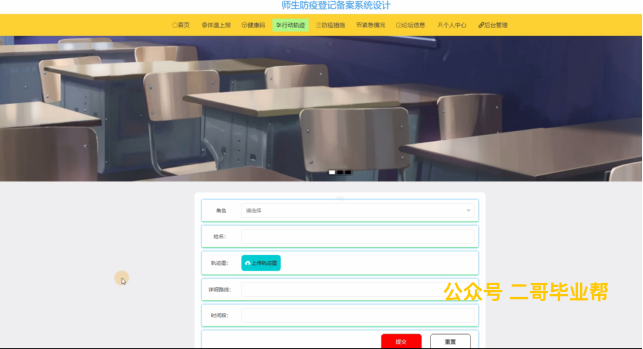 师生防疫登记备案系统设计
首页 体温上报 健康码 行动轨迹 防疫措施 紧急情况 论坛信息 个人中心 后台管理
角色 请选择
姓名:
轨迹图: 上传轨迹图
详细路线:
公众号 二哥毕业帮
时间段:
提交 重置